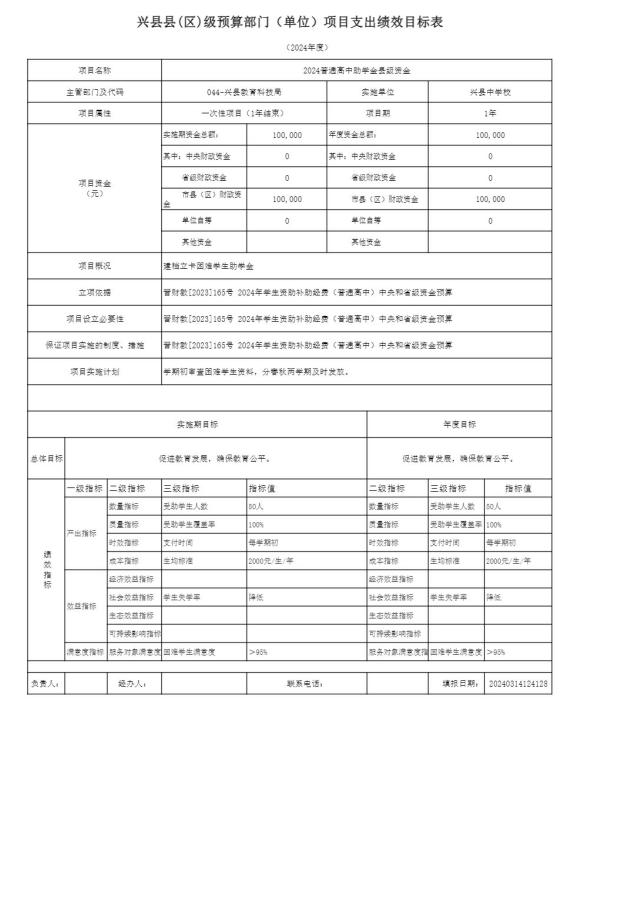 兴县县(区)级预算部门（单位）项目支出绩效目标表
（2024年度）
项目名称 2024普通高中助学金县级资金
主管部门及代码 044-兴县教育科技局 实施单位 兴县中学校
项目属性 一次性项目（1年结束） 项目期 1年
项目资金
（元）
实施期资金总额： 100,000 年度资金总额： 100,000
其中：中央财政资金 0 其中：中央财政资金 0
省级财政资金 0 省级财政资金 0
市县（区）财政资金 100,000 市县（区）财政资金 100,000
单位自筹 0 单位自筹 0
其他资金 其他资金
项目概况 建档立卡困难学生助学金
立项依据 晋财教[2023]165号 2024年学生资助补助经费（普通高中）中央和省级资金预算
项目设立必要性 晋财教[2023]165号 2024年学生资助补助经费（普通高中）中央和省级资金预算
保证项目实施的制度、措施 晋财教[2023]165号 2024年学生资助补助经费（普通高中）中央和省级资金预算
项目实施计划 学期初审查困难学生资料，分春秋两学期及时发放。
实施期目标 年度目标
总体目标 促进教育发展，确保教育公平。 促进教育发展，确保教育公平。
绩效指标
一级指标 二级指标 三级指标 指标值 二级指标 三级指标 指标值
产出指标
数量指标 受助学生人数 50人 数量指标 受助学生人数 50人
质量指标 受助学生覆盖率 100% 质量指标 受助学生覆盖率 100%
时效指标 支付时间 每学期初 时效指标 支付时间 每学期初
成本指标 生均标准 2000元/生/年 成本指标 生均标准 2000元/生/年
效益指标
经济效益指标 经济效益指标
社会效益指标 学生失学率 降低 社会效益指标 学生失学率 降低
生态效益指标 生态效益指标
可持续影响指标 可持续影响指标
满意度指标 服务对象满意度 困难学生满意度 >95% 服务对象满意度指 困难学生满意度 >95%
负责人： 经办人： 联系电话： 填报日期： 20240314124128